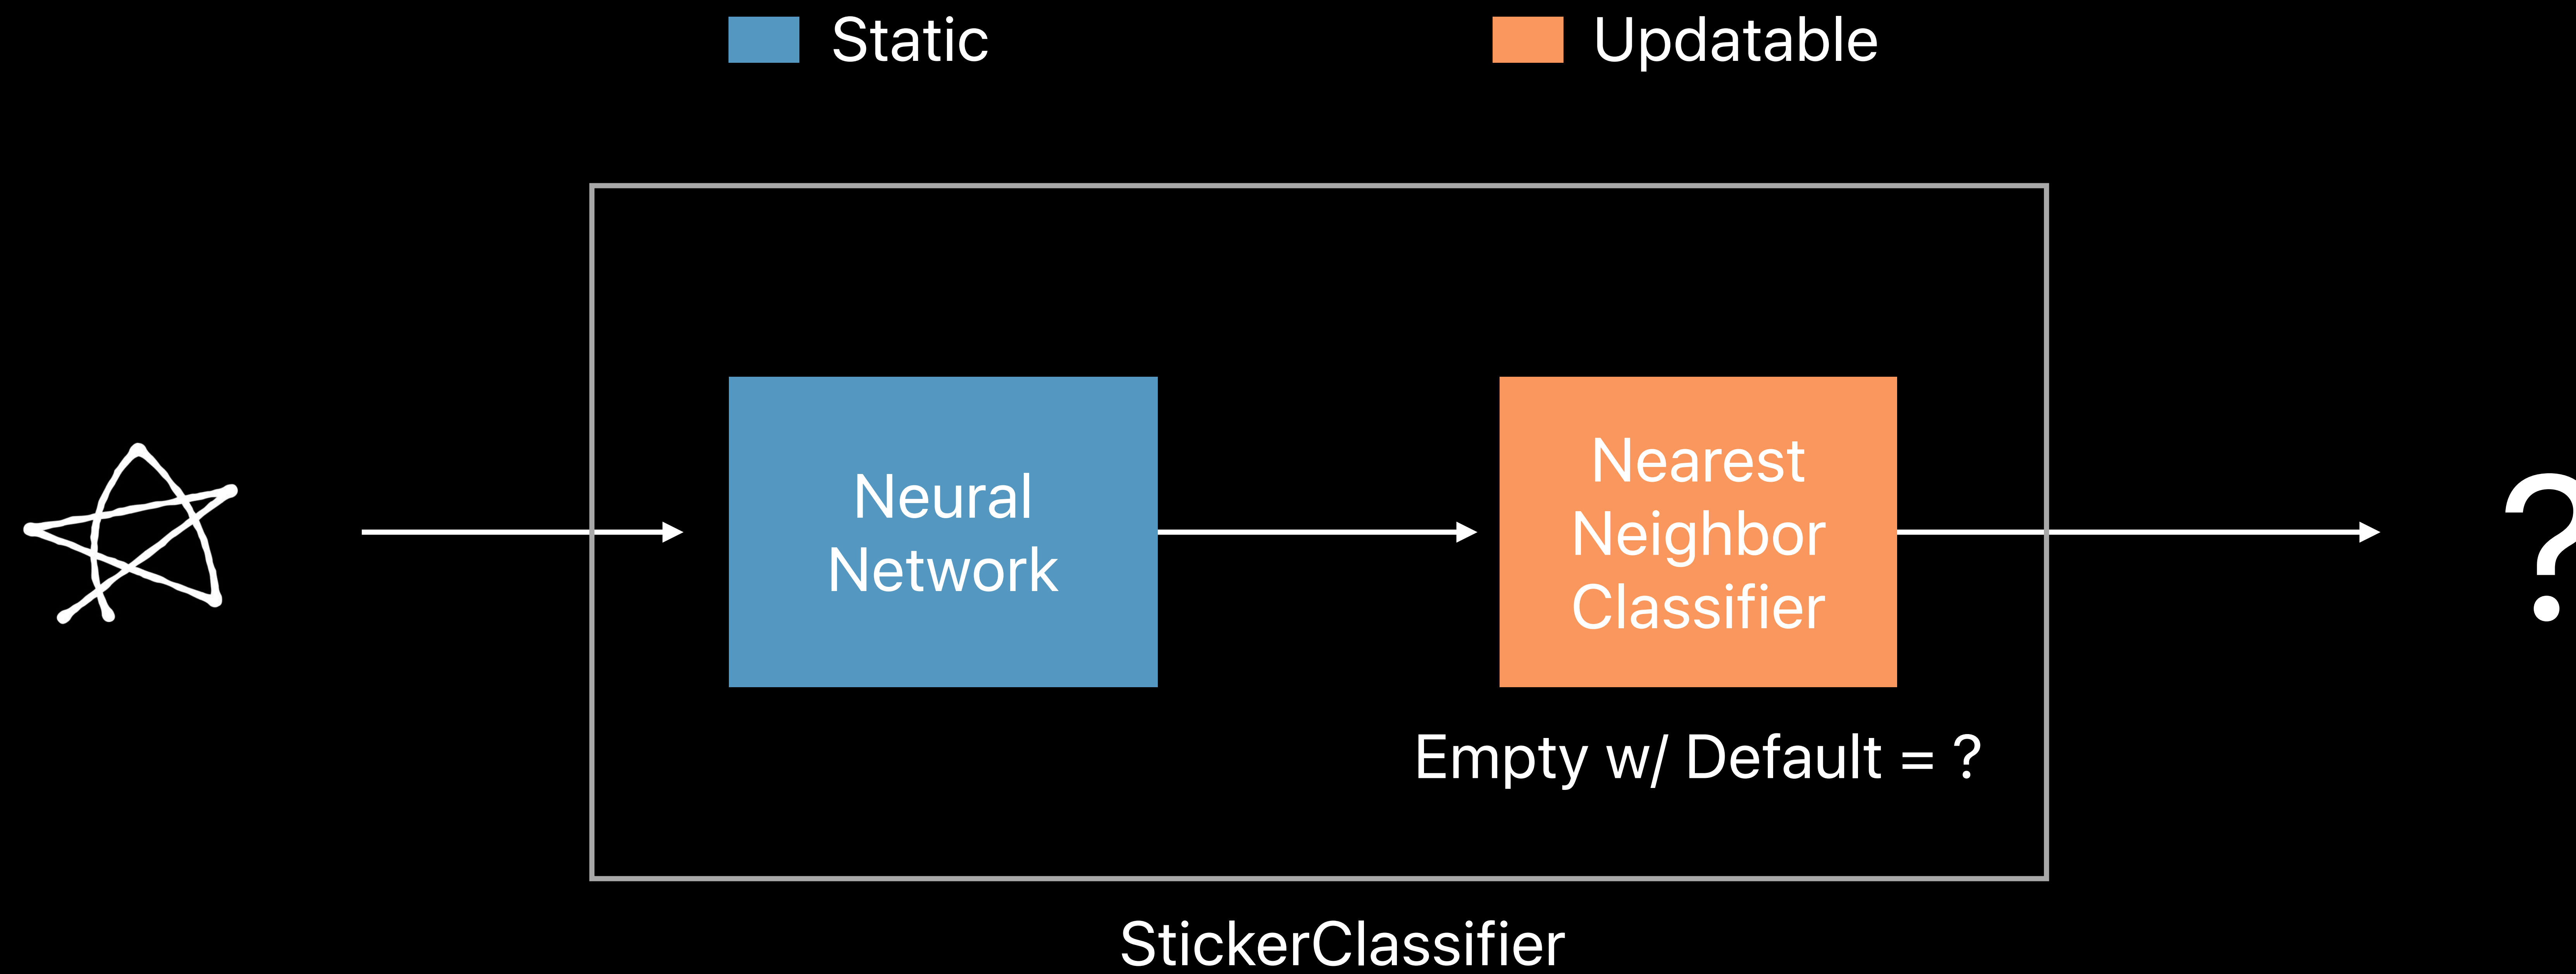 Static
Updatable
Neural
Network
Nearest
Neighbor
Classifier
?
Empty w/ Default = ?
StickerClassifier